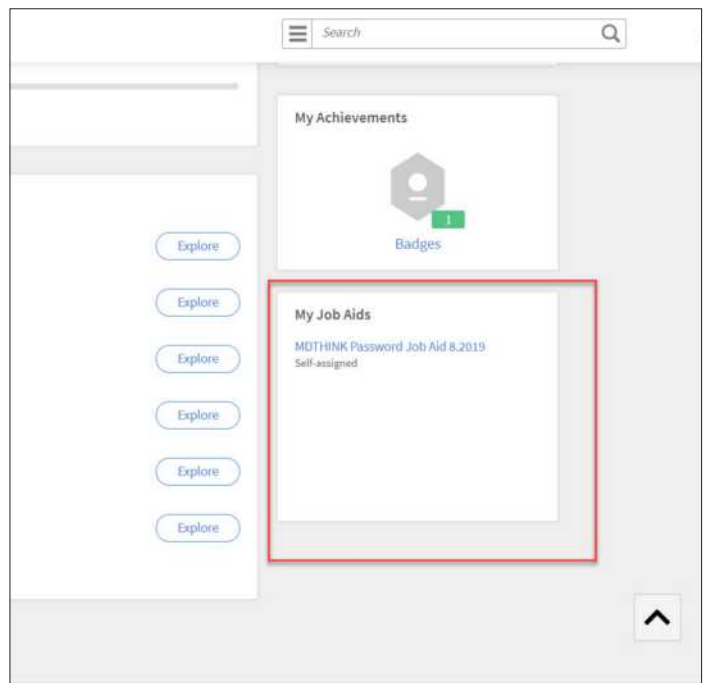 Search
My Achievements
1
Badges
Explore
Explore
Explore
Explore
Explore
Explore
My Job Aids
MDTHINK Password Job Aid 8.2019
Self-assigned